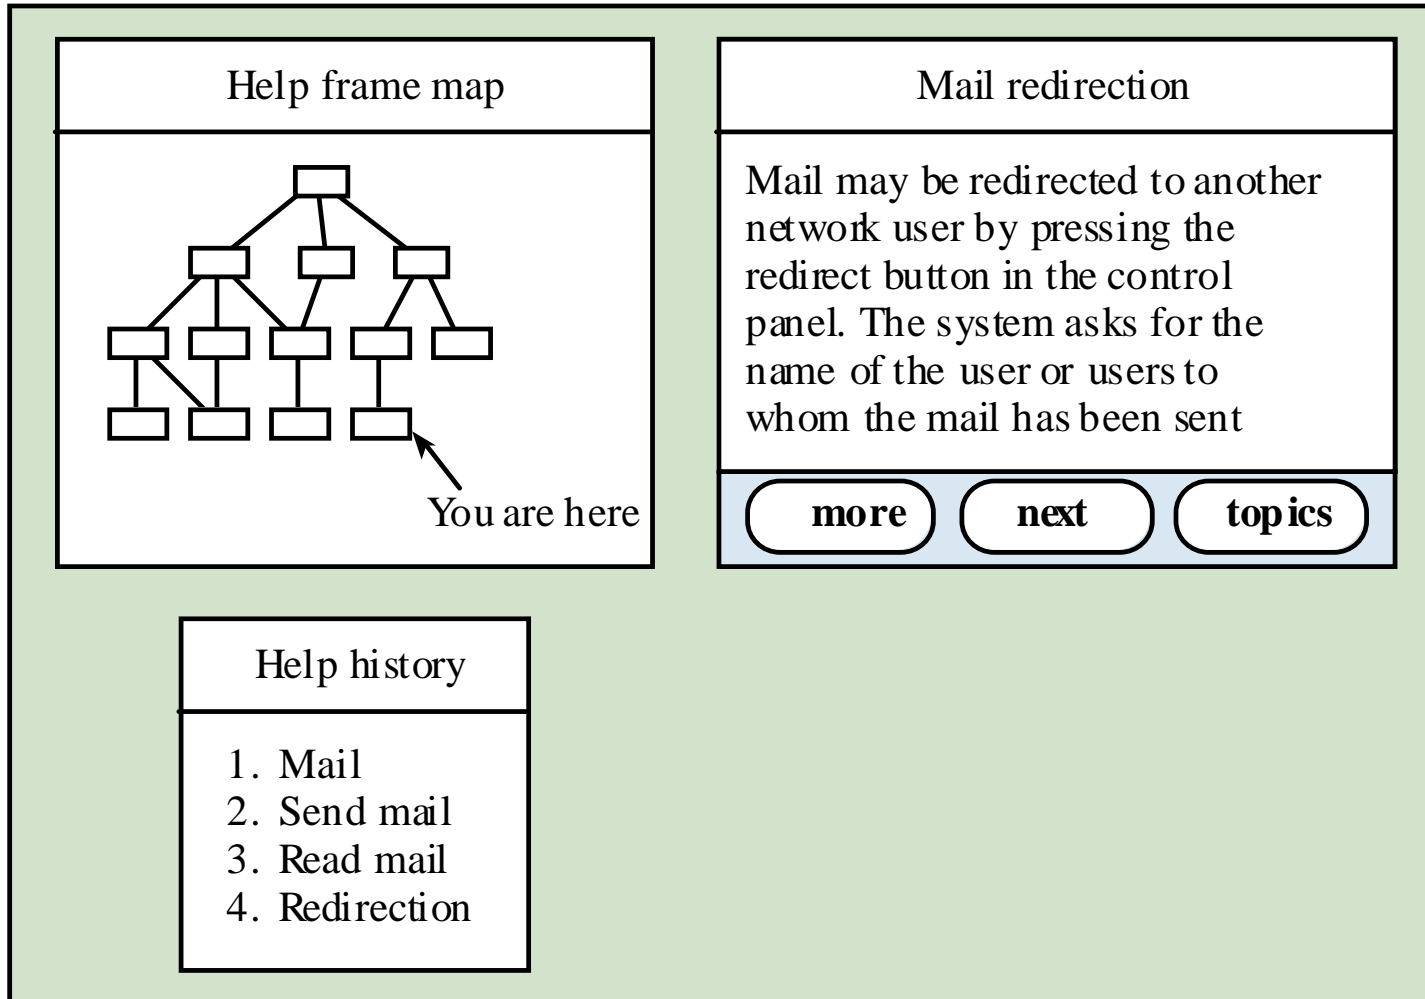 Help frame map
You are here
Mail redirection
Mail may be redirected to another
network user by pressing the
redirect button in the control
panel. The system asks for the
name of the user or users to
whom the mail has been sent
more next topics
Help history
1. Mail
2. Send mail
3. Read mail
4. Redirection